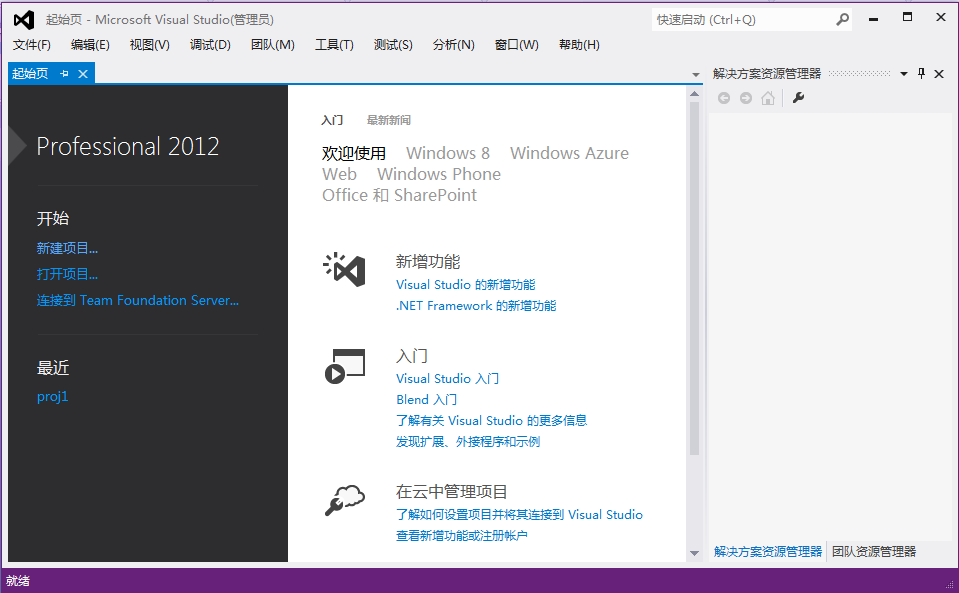 起始页 - Microsoft Visual Studio(管理员)
快速启动 (Ctrl+Q)
文件(F) 编辑(E) 视图(V) 调试(D) 团队(M) 工具(T) 测试(S) 分析(N) 窗口(W) 帮助(H)
起始页
Professional 2012
开始
新建项目...
打开项目...
连接到 Team Foundation Server...
最近
proj1
入门 最新新闻
欢迎使用 Windows 8 Windows Azure
Web Windows Phone
Office 和 SharePoint
新增功能
Visual Studio 的新增功能
.NET Framework 的新增功能
入门
Visual Studio 入门
Blend 入门
了解有关 Visual Studio 的更多信息
发现扩展、外接程序和示例
在云中管理项目
了解如何设置项目并将其连接到 Visual Studio
查看新增功能或注册帐户
解决方案资源管理器
解决方案资源管理器 团队资源管理器
就绪